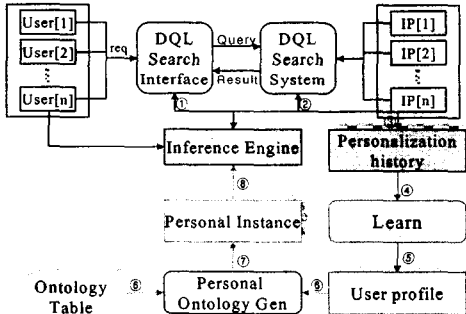 User[1]
User[2]
User[n]
req
DQL
Search
Interface
Query
Result
DQL
Search
System
IP[1]
IP[2]
IP[n]
①
②
③
Inference Engine
Personalization
history
⑧
④
Personal Instance
Learn
⑦
⑤
Ontology
Table
⑥
Personal
Ontology Gen
⑥
User profile